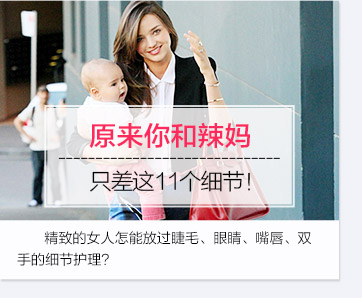 原来你和辣妈
只差这11个细节!
精致的女人怎能放过睫毛、眼睛、嘴唇、双
手的细节护理?